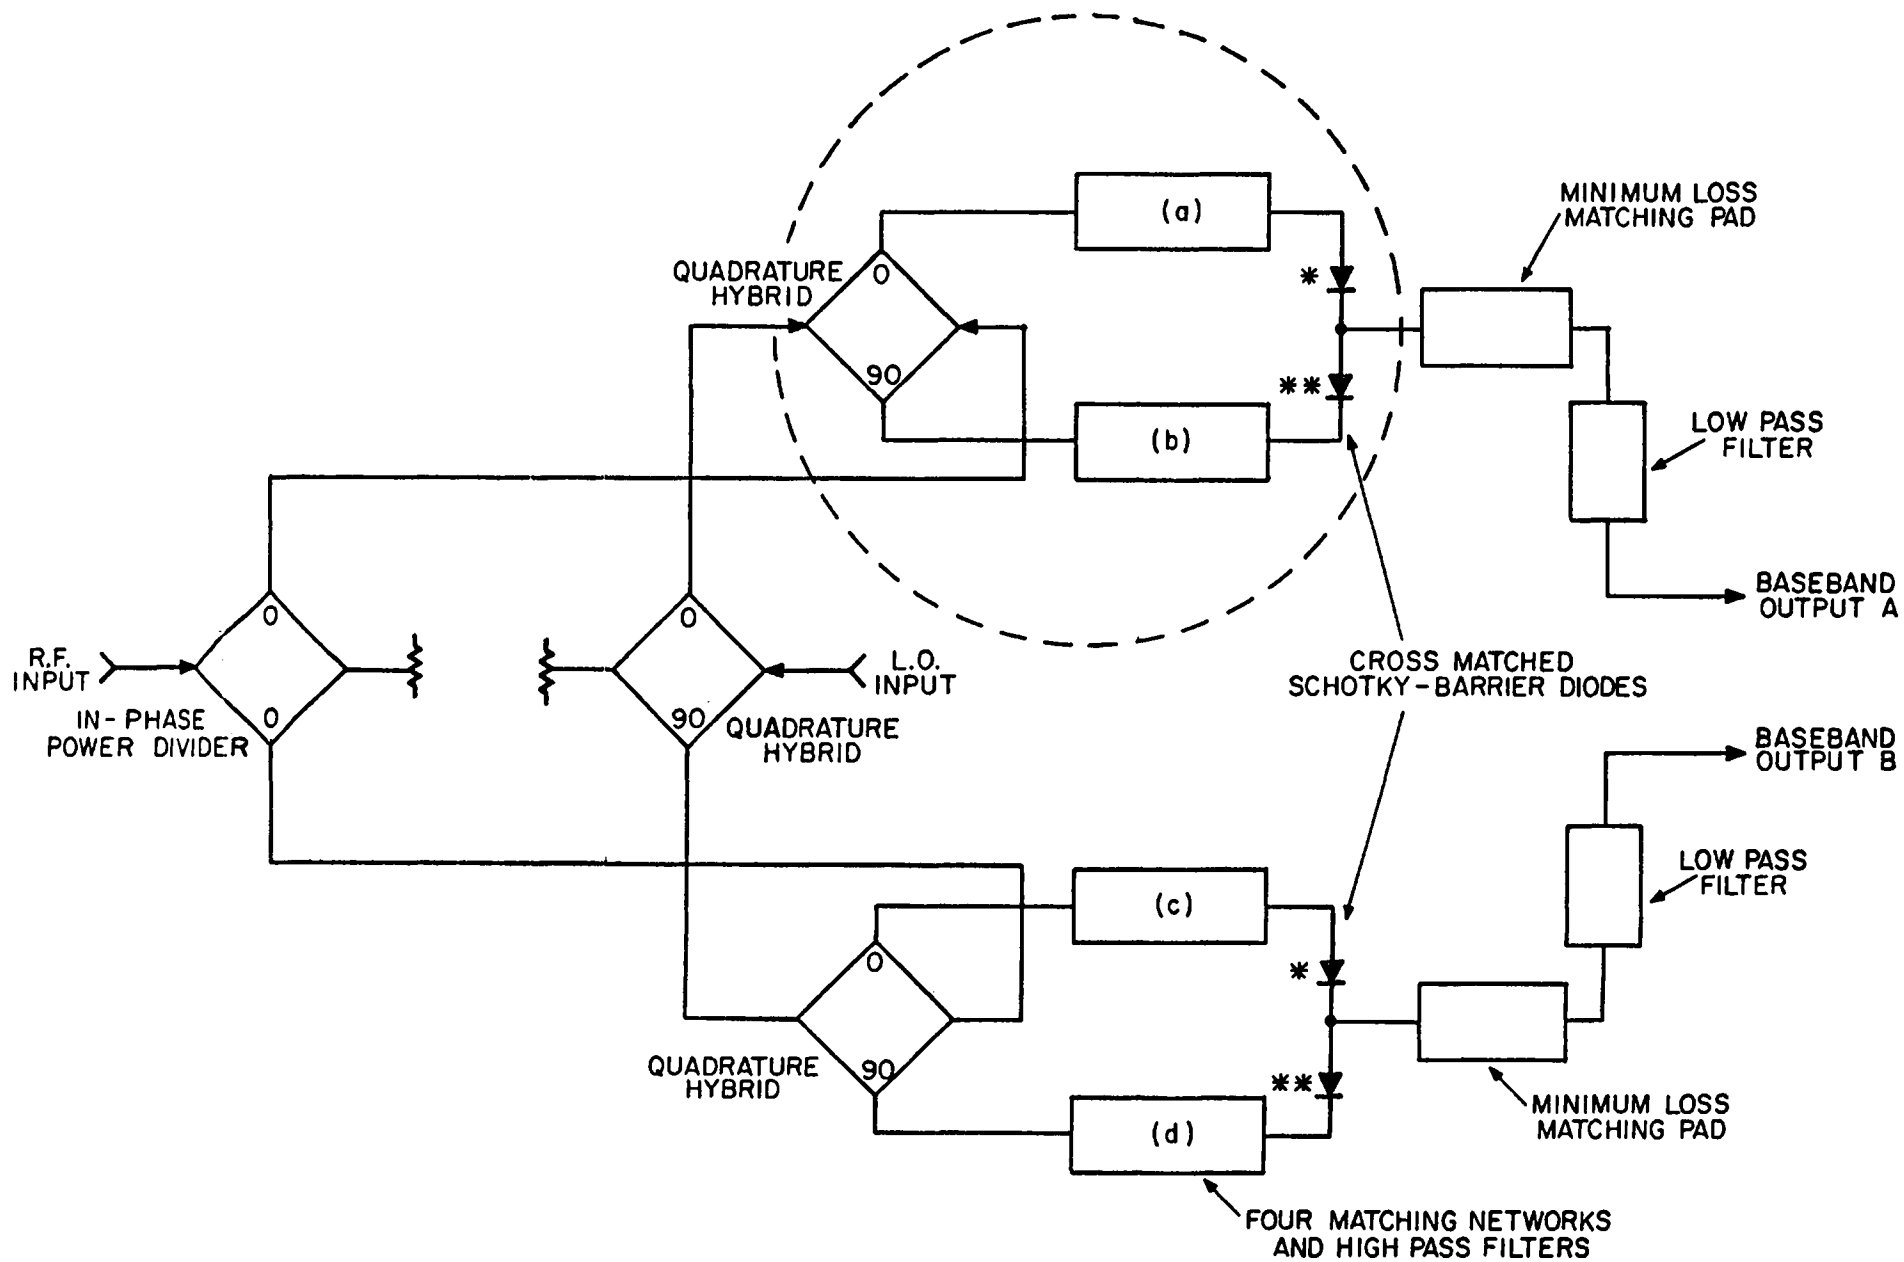 MINIMUM LOSS
MATCHING PAD
(a)
QUADRATURE
HYBRID
0
*
90
**
(b)
LOW PASS
FILTER
BASEBAND
OUTPUT A
0
0
R.F.
INPUT
L.O.
INPUT
CROSS MATCHED
SCHOTKY-BARRIER DIODES
0
90
IN-PHASE
POWER DIVIDER
QUADRATURE
HYBRID
BASEBAND
OUTPUT B
LOW PASS
FILTER
(c)
0
*
QUADRATURE
HYBRID
90
**
(d)
MINIMUM LOSS
MATCHING PAD
FOUR MATCHING NETWORKS
AND HIGH PASS FILTERS